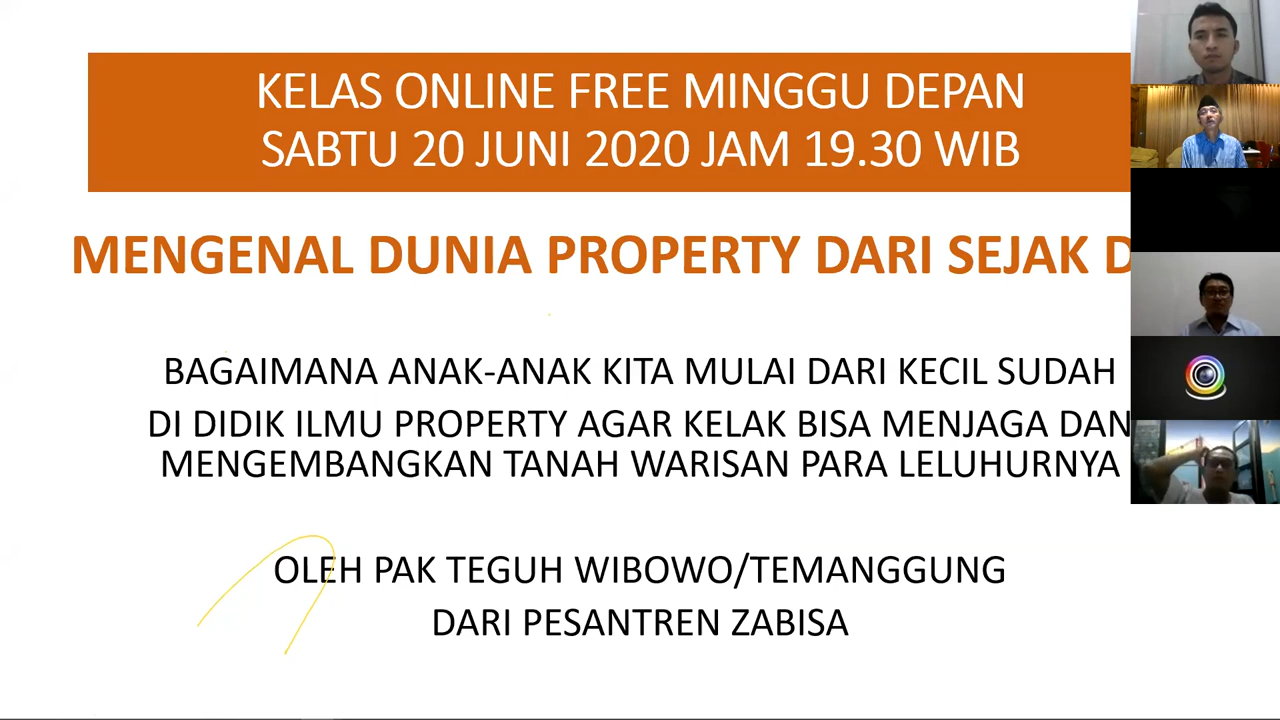 KELAS ONLINE FREE MINGGU DEPAN
SABTU 20 JUNI 2020 JAM 19.30 WIB
MENGENAL DUNIA PROPERTY DARI SEJAK
BAGAIMANA ANAK-ANAK KITA MULAI DARI KECIL SUDAH
DI DIDIK ILMU PROPERTY AGAR KELAK BISA MENJAGA DAN
MENGEMBANGKAN TANAH WARISAN PARA LELUHURNYA
OLEH PAK TEGUH WIBOWO/TEMANGGUNG
DARI PESANTREN ZABISA